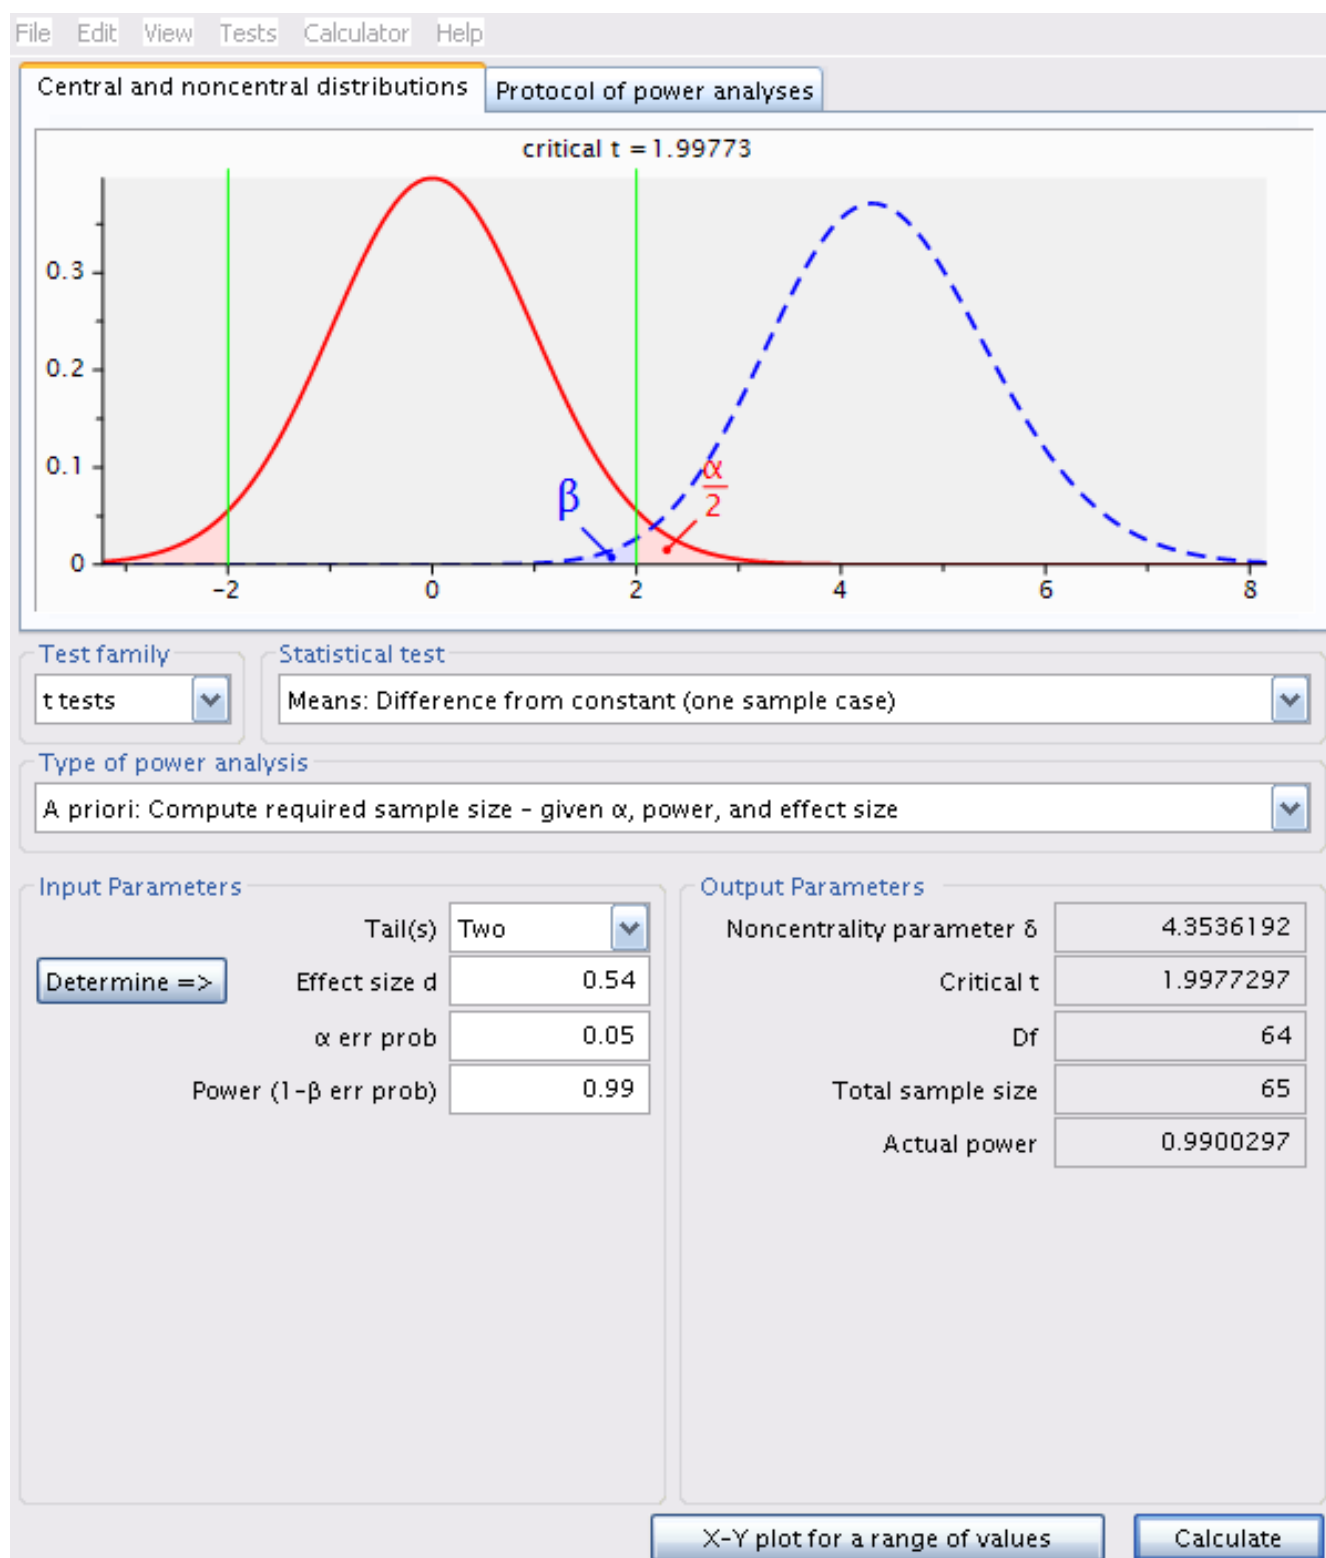 File Edit View Tests Calculator Help
Central and noncentral distributions Protocol of power analyses
critical t = 1.99773
0.3
0.2
0.1
0
β
α
2
-2 0 2 4 6 8
Test family Statistical test
t tests Means: Difference from constant (one sample case)
Type of power analysis
A priori: Compute required sample size – given α, power, and effect size
Input Parameters
Tail(s) Two
Determine => Effect size d 0.54
α err prob 0.05
Power (1-β err prob) 0.99
Output Parameters
Noncentrality parameter δ 4.3536192
Critical t 1.9977297
Df 64
Total sample size 65
Actual power 0.9900297
X-Y plot for a range of values Calculate